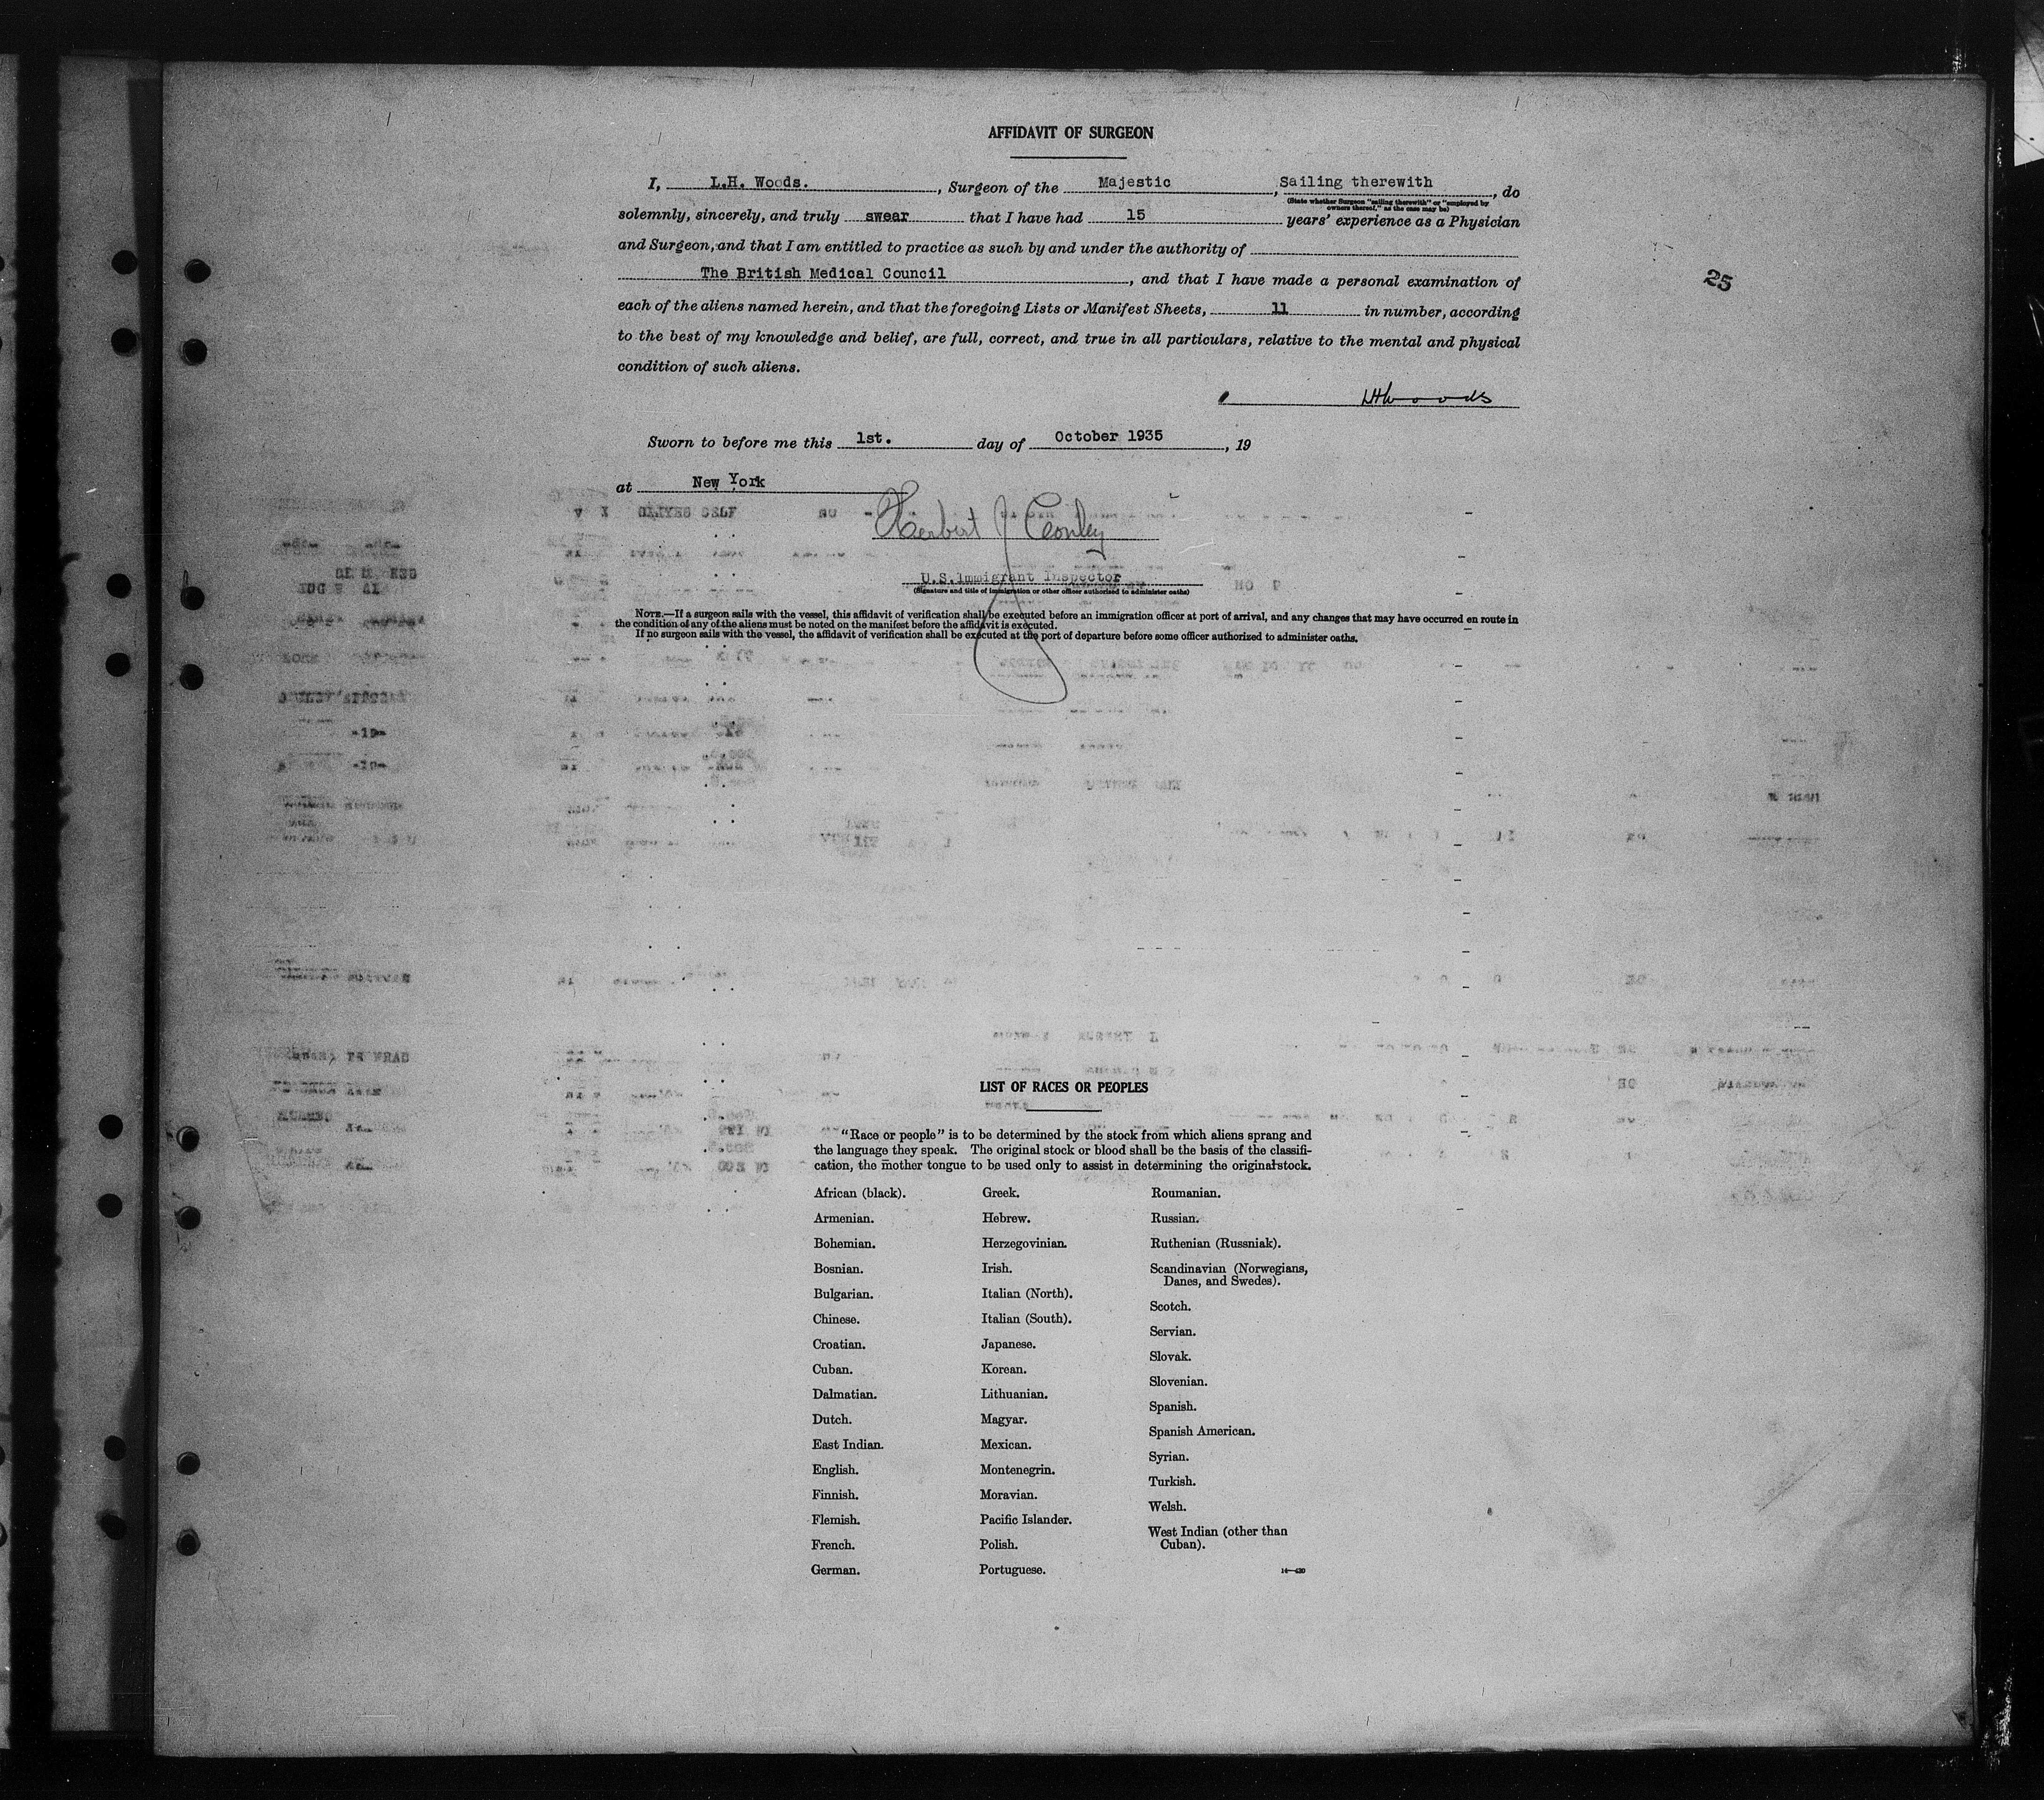 AFFIDAVIT OF SURGEON
I, L.H. Woods. , Surgeon of the Majestic , Sailing therewith , do
(State whether Surgeon "sailing therewith" or "employed by
owners thereof," as the case may be)
solemnly, sincerely, and truly swear that I have had 15 years' experience as a Physician
and Surgeon, and that I am entitled to practice as such by and under the authority of
The British Medical Council , and that I have made a personal examination of
25
each of the aliens named herein, and that the foregoing Lists or Manifest Sheets, 11 in number, according
to the best of my knowledge and belief, are full, correct, and true in all particulars, relative to the mental and physical
condition of such aliens.
LHWoods
Sworn to before me this 1st. day of October 1935 , 19
at New York
Herbert J Conley
U.S.Immigrant Inspector
(Signature and title of immigration or other officer authorized to administer oaths)
NOTE.—If a surgeon sails with the vessel, this affidavit of verification shall be executed before an immigration officer at port of arrival, and any changes that may have occurred en route in
the condition of any of the aliens must be noted on the manifest before the affidavit is executed.
If no surgeon sails with the vessel, the affidavit of verification shall be executed at the port of departure before some officer authorized to administer oaths.
LIST OF RACES OR PEOPLES
"Race or people" is to be determined by the stock from which aliens sprang and
the language they speak. The original stock or blood shall be the basis of the classifi-
cation, the mother tongue to be used only to assist in determining the original stock.
African (black).
Armenian.
Bohemian.
Bosnian.
Bulgarian.
Chinese.
Croatian.
Cuban.
Dalmatian.
Dutch.
East Indian.
English.
Finnish.
Flemish.
French.
German.
Greek.
Hebrew.
Herzegovinian.
Irish.
Italian (North).
Italian (South).
Japanese.
Korean.
Lithuanian.
Magyar.
Mexican.
Montenegrin.
Moravian.
Pacific Islander.
Polish.
Portuguese.
Roumanian.
Russian.
Ruthenian (Russniak).
Scandinavian (Norwegians,
Danes, and Swedes).
Scotch.
Servian.
Slovak.
Slovenian.
Spanish.
Spanish American.
Syrian.
Turkish.
Welsh.
West Indian (other than
Cuban).